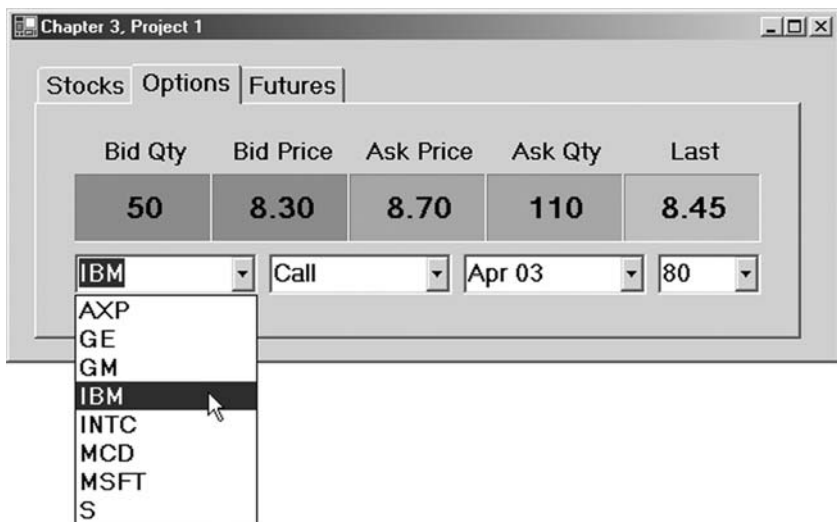 Chapter 3, Project 1
Stocks Options Futures
Bid Qty Bid Price Ask Price Ask Qty Last
50 8.30 8.70 110 8.45
IBM Call Apr 03 80
AXP
GE
GM
IBM
INTC
MCD
MSFT
S